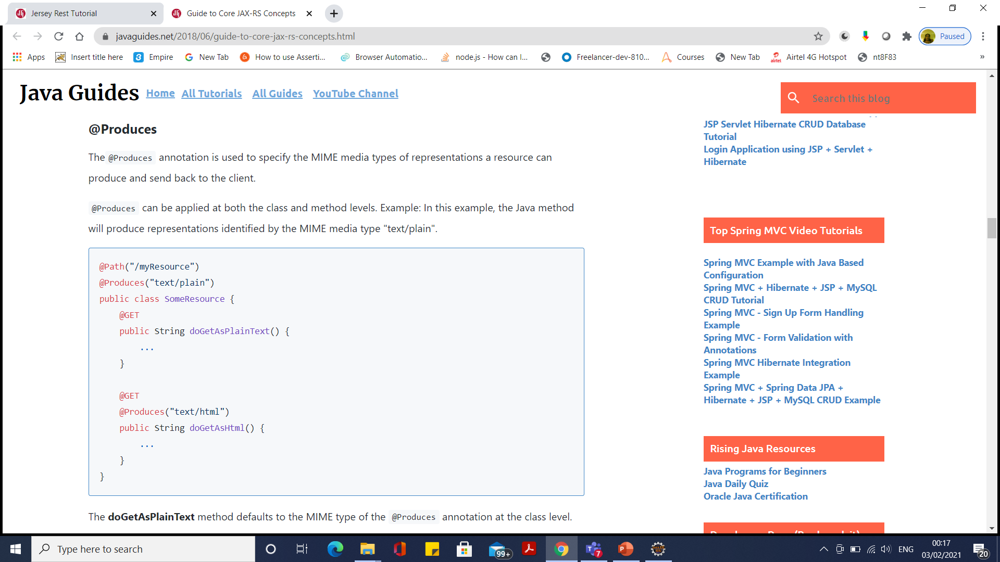 Jersey Rest Tutorial
Guide to Core JAX-RS Concepts
javaguides.net/2018/06/guide-to-core-jax-rs-concepts.html
Paused
Apps
Insert title here
Empire
New Tab
How to use Asserti...
Browser Automatio...
node.js - How can I...
Freelancer-dev-810...
Courses
New Tab
airtel
Airtel 4G Hotspot
nt8F83
»
Java Guides
Home
All Tutorials
All Guides
YouTube Channel
Search this blog
@Produces
The @Produces annotation is used to specify the MIME media types of representations a resource can
produce and send back to the client.
@Produces can be applied at both the class and method levels. Example: In this example, the Java method
will produce representations identified by the MIME media type "text/plain".
@Path("/myResource")
@Produces("text/plain")
public class SomeResource {
@GET
public String doGetAsPlainText() {
...
}
@GET
@Produces("text/html")
public String doGetAsHtml() {
...
}
}
The doGetAsPlainText method defaults to the MIME type of the @Produces annotation at the class level.
JSP Servlet Hibernate CRUD Database
Tutorial
Login Application using JSP + Servlet +
Hibernate
Top Spring MVC Video Tutorials
Spring MVC Example with Java Based
Configuration
Spring MVC + Hibernate + JSP + MySQL
CRUD Tutorial
Spring MVC - Sign Up Form Handling
Example
Spring MVC - Form Validation with
Annotations
Spring MVC Hibernate Integration
Example
Spring MVC + Spring Data JPA +
Hibernate + JSP + MySQL CRUD Example
Rising Java Resources
Java Programs for Beginners
Java Daily Quiz
Oracle Java Certification
Type here to search
99+
7
ENG
00:17
03/02/2021
20